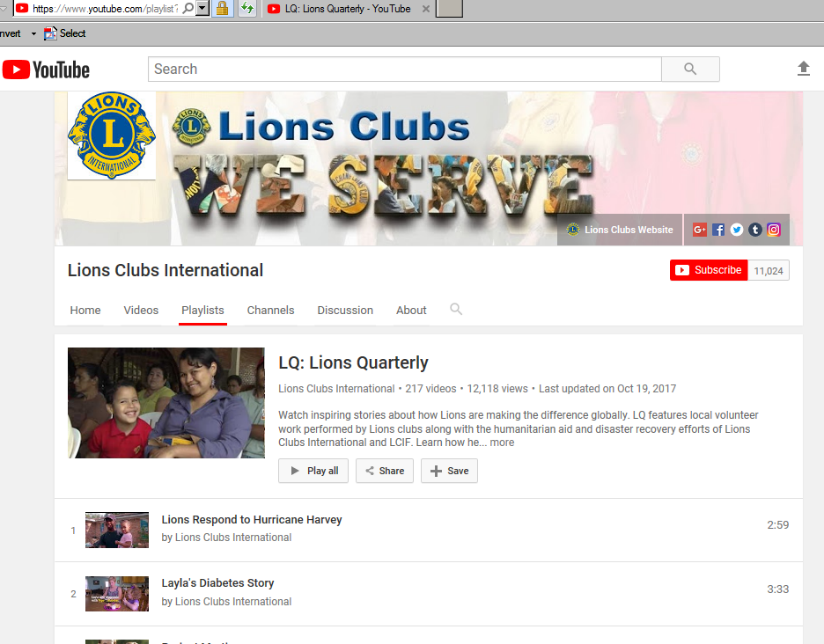 https://www.youtube.com/playlist?
LQ: Lions Quarterly - YouTube
Select
YouTube
Search
LIONS
L
INTERNATIONAL
Lions Clubs
WE SERVE
Lions Clubs Website
Lions Clubs International
Subscribe 11,024
Home Videos Playlists Channels Discussion About
LQ: Lions Quarterly
Lions Clubs International • 217 videos • 12,118 views • Last updated on Oct 19, 2017
Watch inspiring stories about how Lions are making the difference globally. LQ features local volunteer
work performed by Lions clubs along with the humanitarian aid and disaster recovery efforts of Lions
Clubs International and LCIF. Learn how he... more
Play all Share Save
1 Lions Respond to Hurricane Harvey 2:59
by Lions Clubs International
2 Layla's Diabetes Story 3:33
by Lions Clubs International